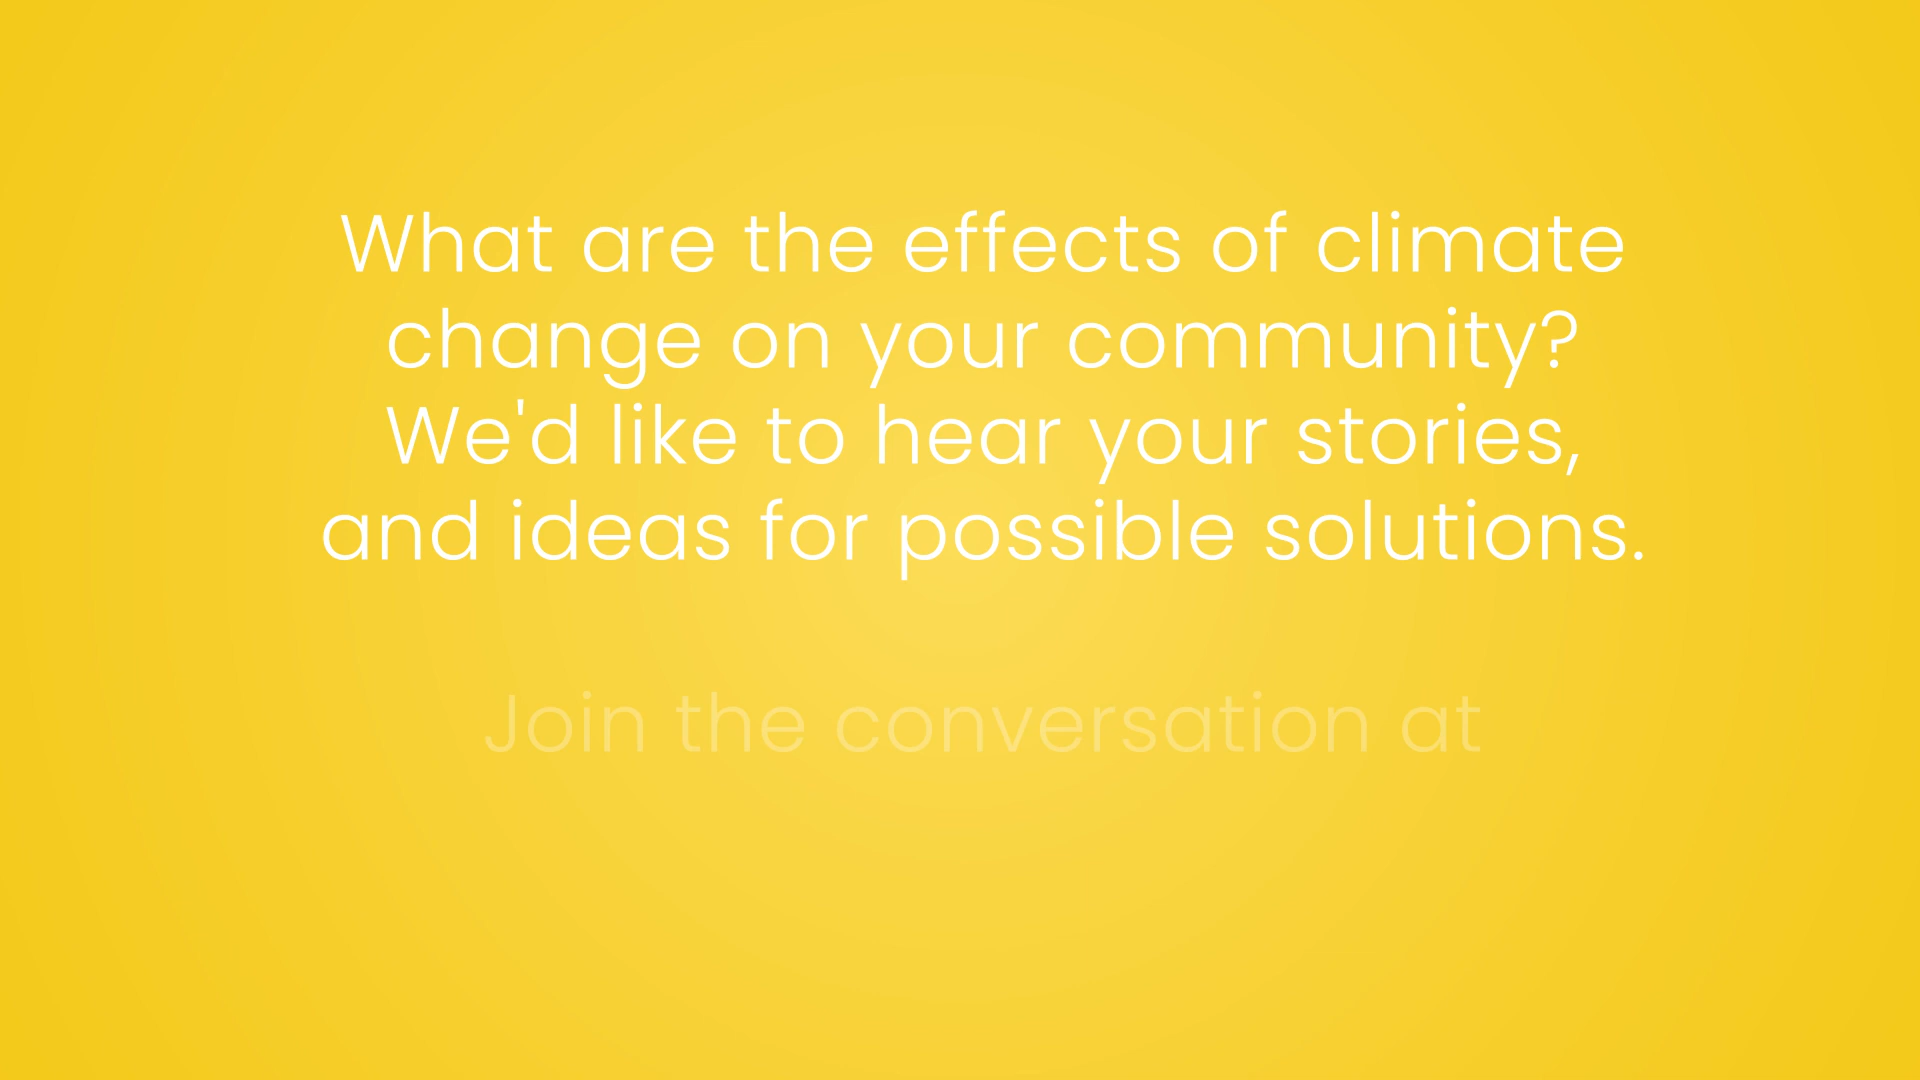 What are the effects of climate
change on your community?
We'd like to hear your stories,
and ideas for possible solutions.
Join the conversation at